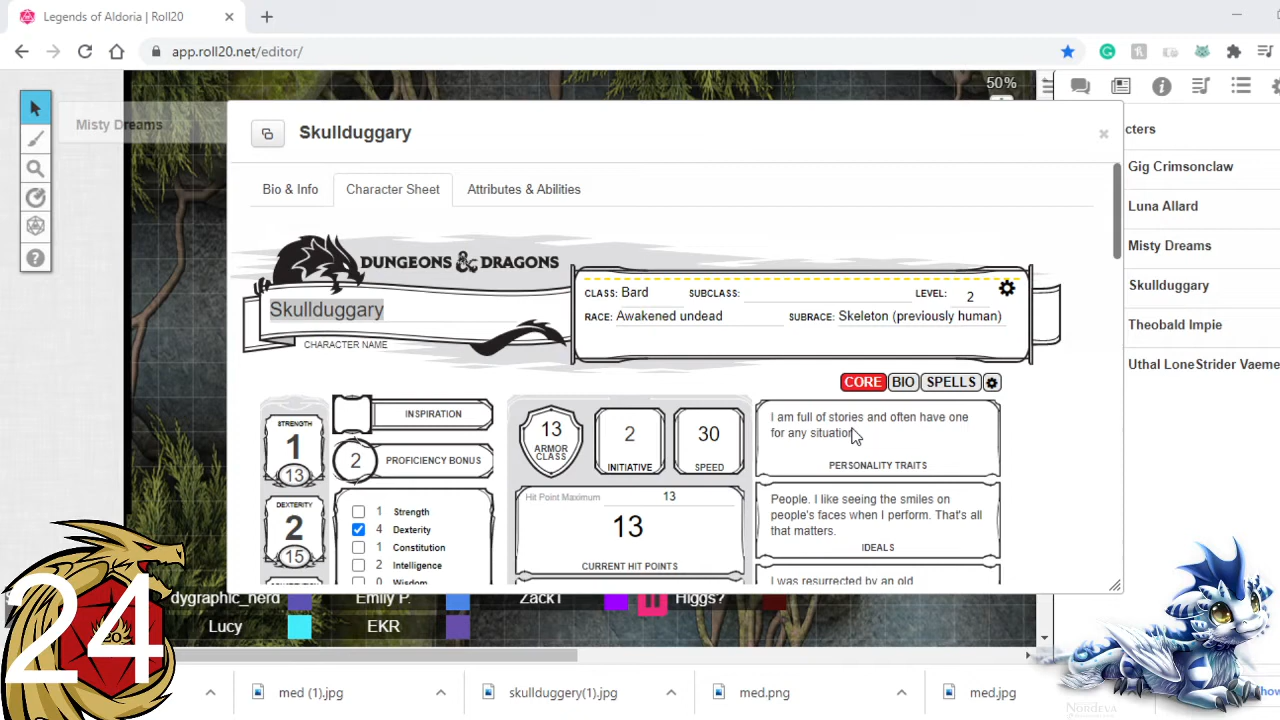 Legends of Aldoria | Roll20
app.roll20.net/editor/
50%
Misty Dreams
Skullduggary
Bio & Info
Character Sheet
Attributes & Abilities
DUNGEONS & DRAGONS
Skullduggary
CHARACTER NAME
CLASS: Bard SUBCLASS: LEVEL: 2
RACE: Awakened undead SUBRACE: Skeleton (previously human)
CORE BIO SPELLS
STRENGTH
1
13
DEXTERITY
2
15
INSPIRATION
2 PROFICIENCY BONUS
1 Strength
4 Dexterity
1 Constitution
2 Intelligence
0 Wisdom
13
ARMOR
CLASS
2
INITIATIVE
30
SPEED
Hit Point Maximum 13
13
CURRENT HIT POINTS
I am full of stories and often have one
for any situation
PERSONALITY TRAITS
People. I like seeing the smiles on
people's faces when I perform. That's all
that matters.
IDEALS
I was resurrected by an old
cters
Gig Crimsonclaw
Luna Allard
Misty Dreams
Skullduggary
Theobald Impie
Uthal LoneStrider Vaeme
dygraphic_nerd
Emily P.
Zack1
Higgs?
Lucy
EKR
24
20
med (1).jpg
skullduggery(1).jpg
med.png
med.jpg
how
NORDEVA